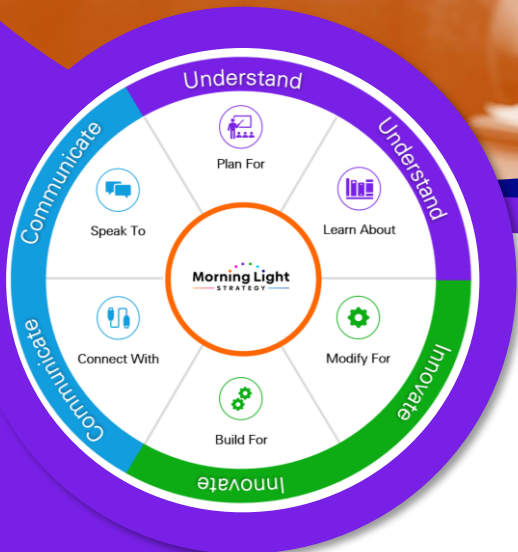 Understand
Plan For
Understand
Learn About
Innovate
Modify For
Innovate
Build For
Communicate
Connect With
Communicate
Speak To
Morning Light
STRATEGY